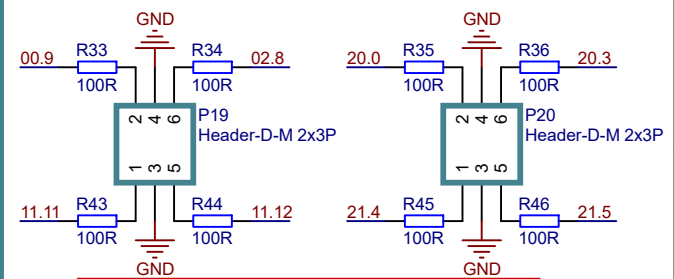 GND GND
R33 R34 R35 R36
00.9 02.8 20.0 20.3
100R 100R 100R 100R
2 4 6 P19 2 4 6 P20
Header-D-M 2x3P Header-D-M 2x3P
1 3 5 1 3 5
R43 R44 R45 R46
11.11 11.12 21.4 21.5
100R 100R 100R 100R
GND GND